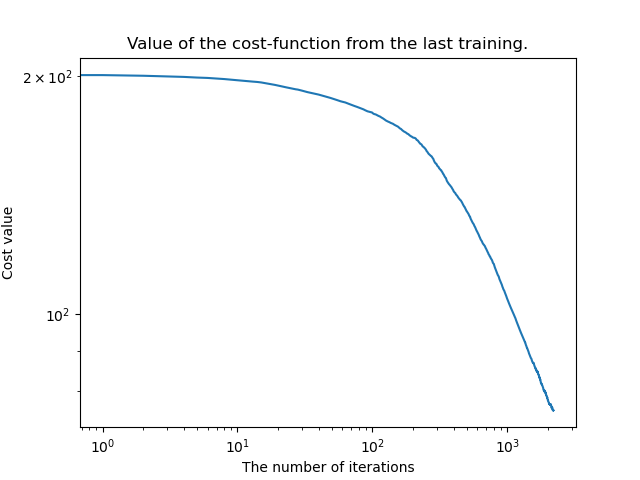 Value of the cost-function from the last training.
2 × 10²
10²
Cost value
10⁰ 10¹ 10² 10³
The number of iterations